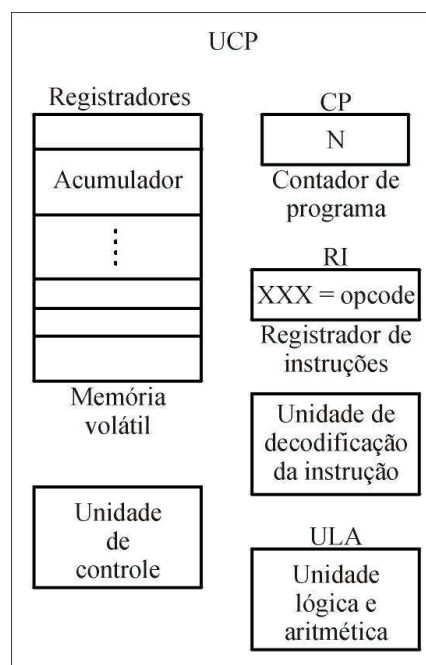 UCP
Registradores
Acumulador
Memória
volátil
Unidade
de
controle
CP
N
Contador de
programa
RI
XXX = opcode
Registrador de
instruções
Unidade de
decodificação
da instrução
ULA
Unidade
lógica e
aritmética